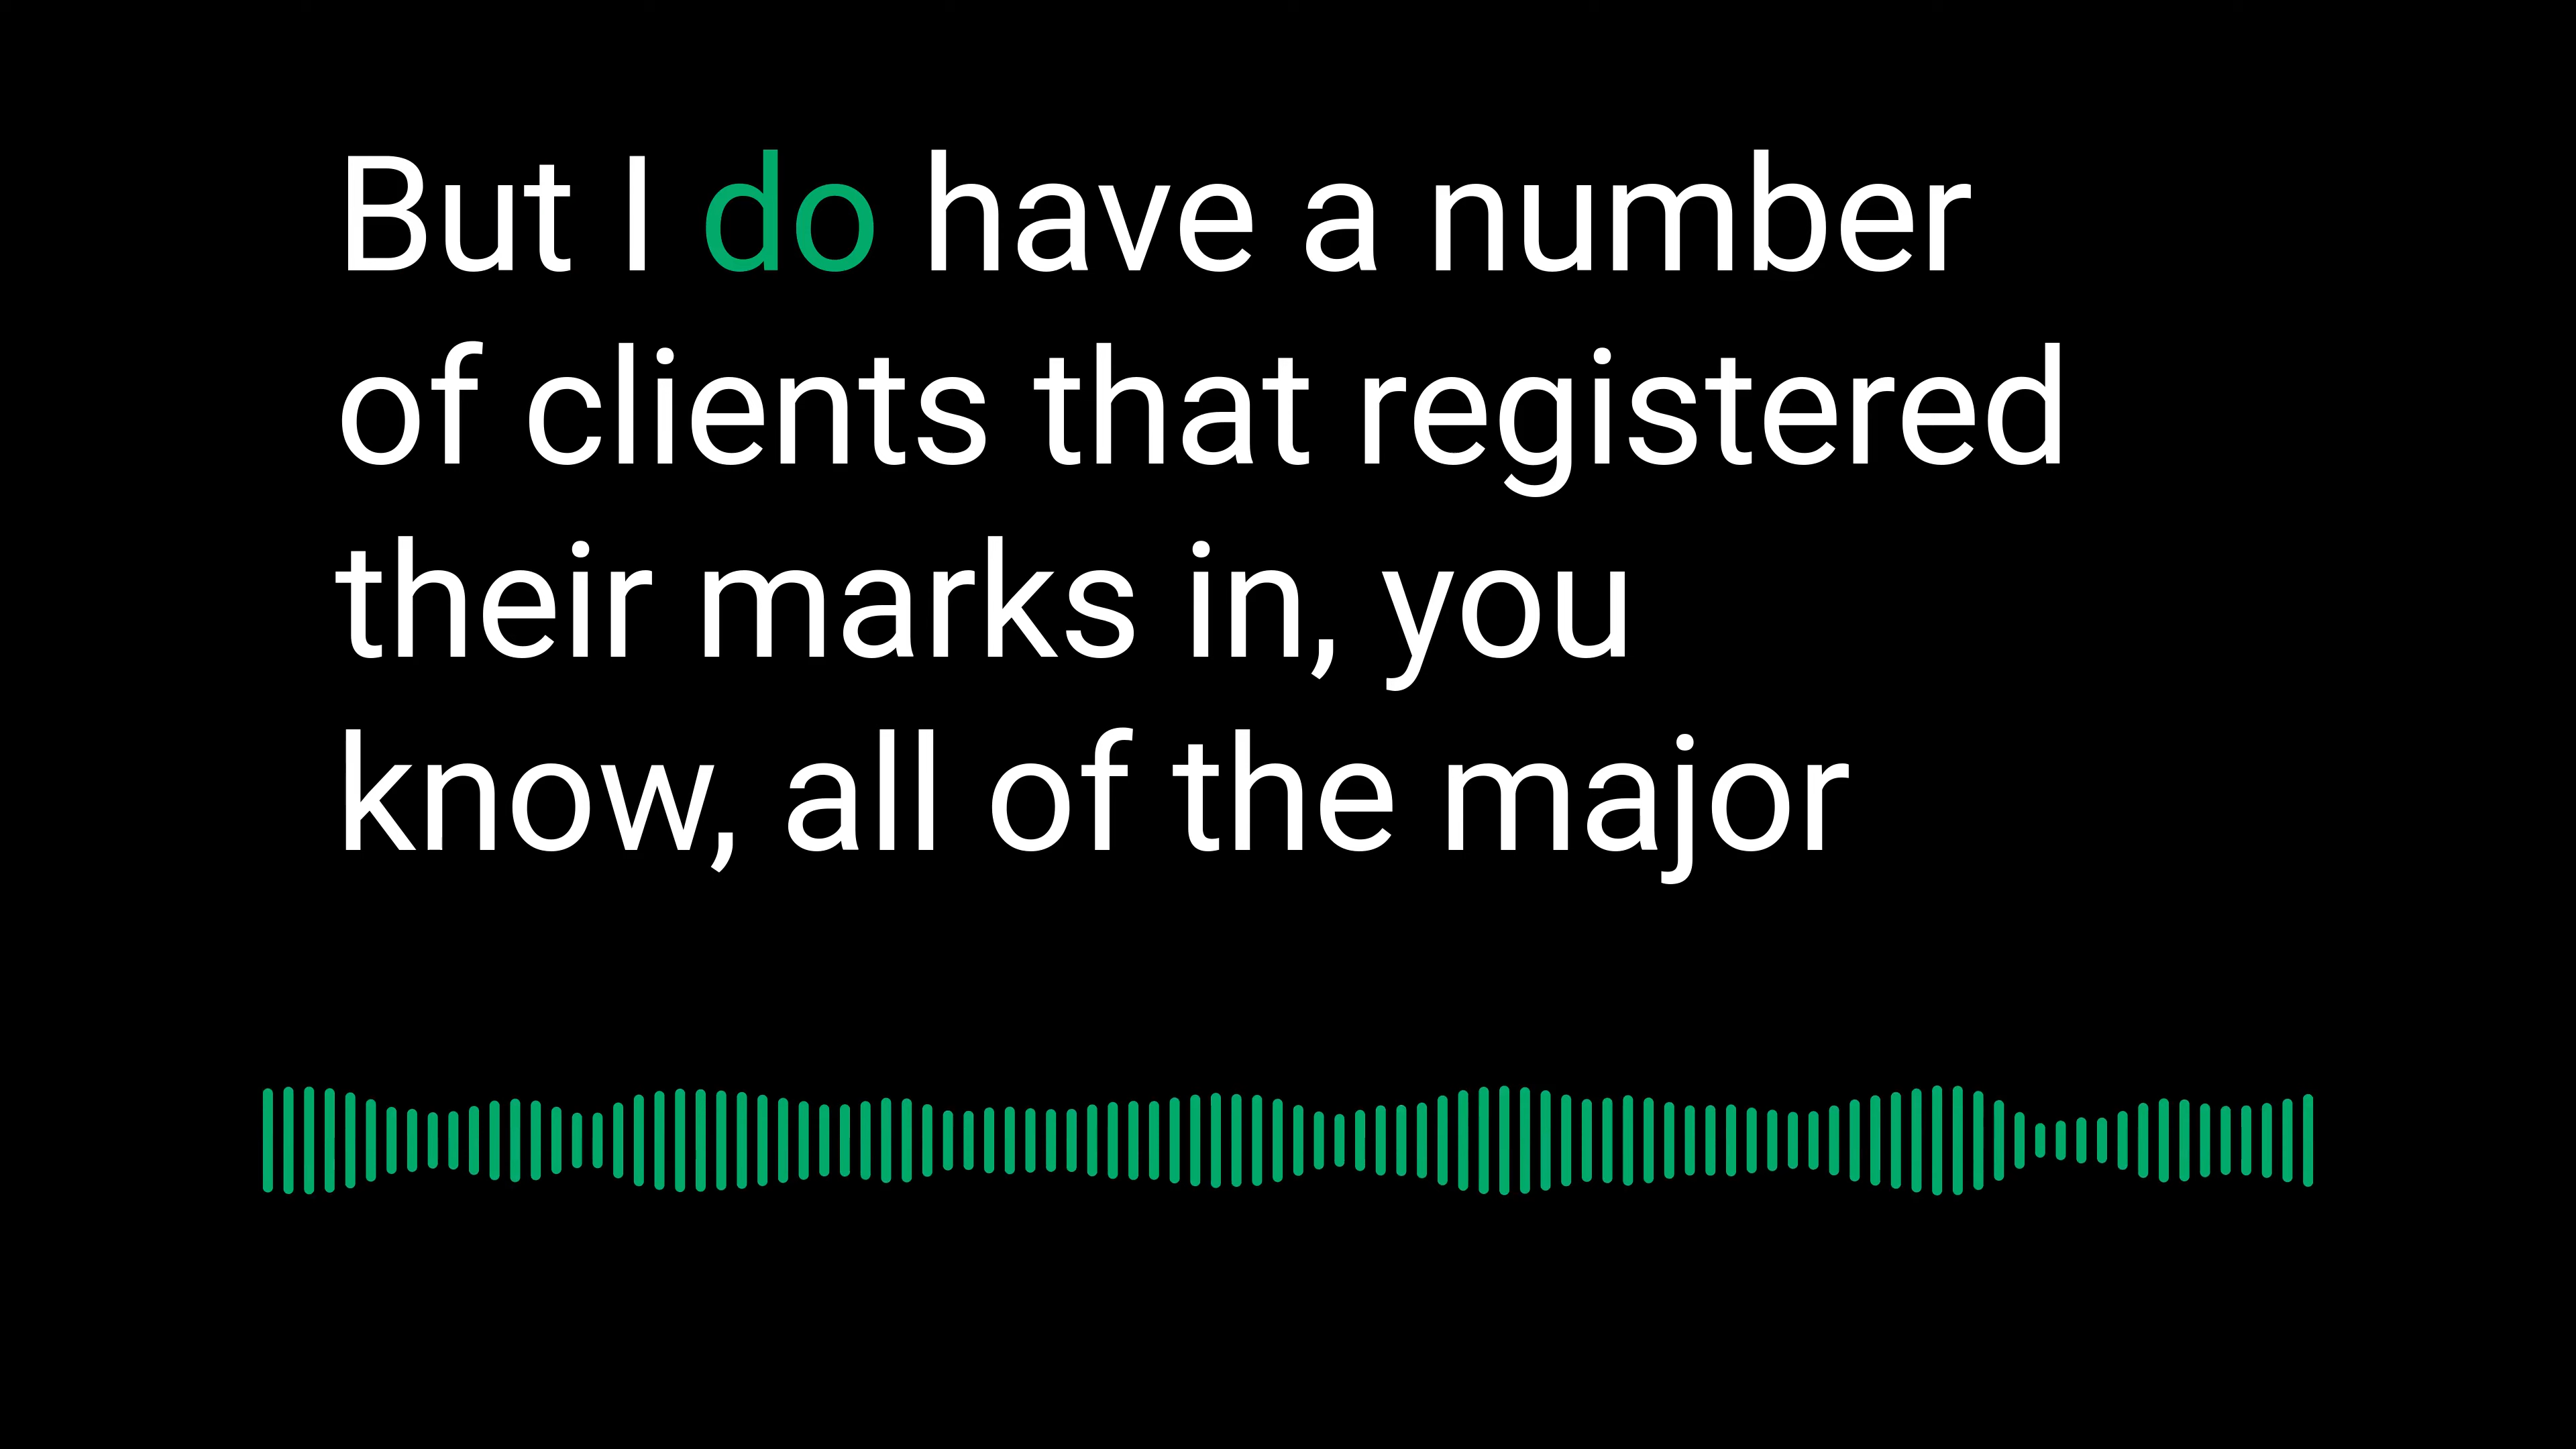 But I do have a number
of clients that registered
their marks in, you
know, all of the major